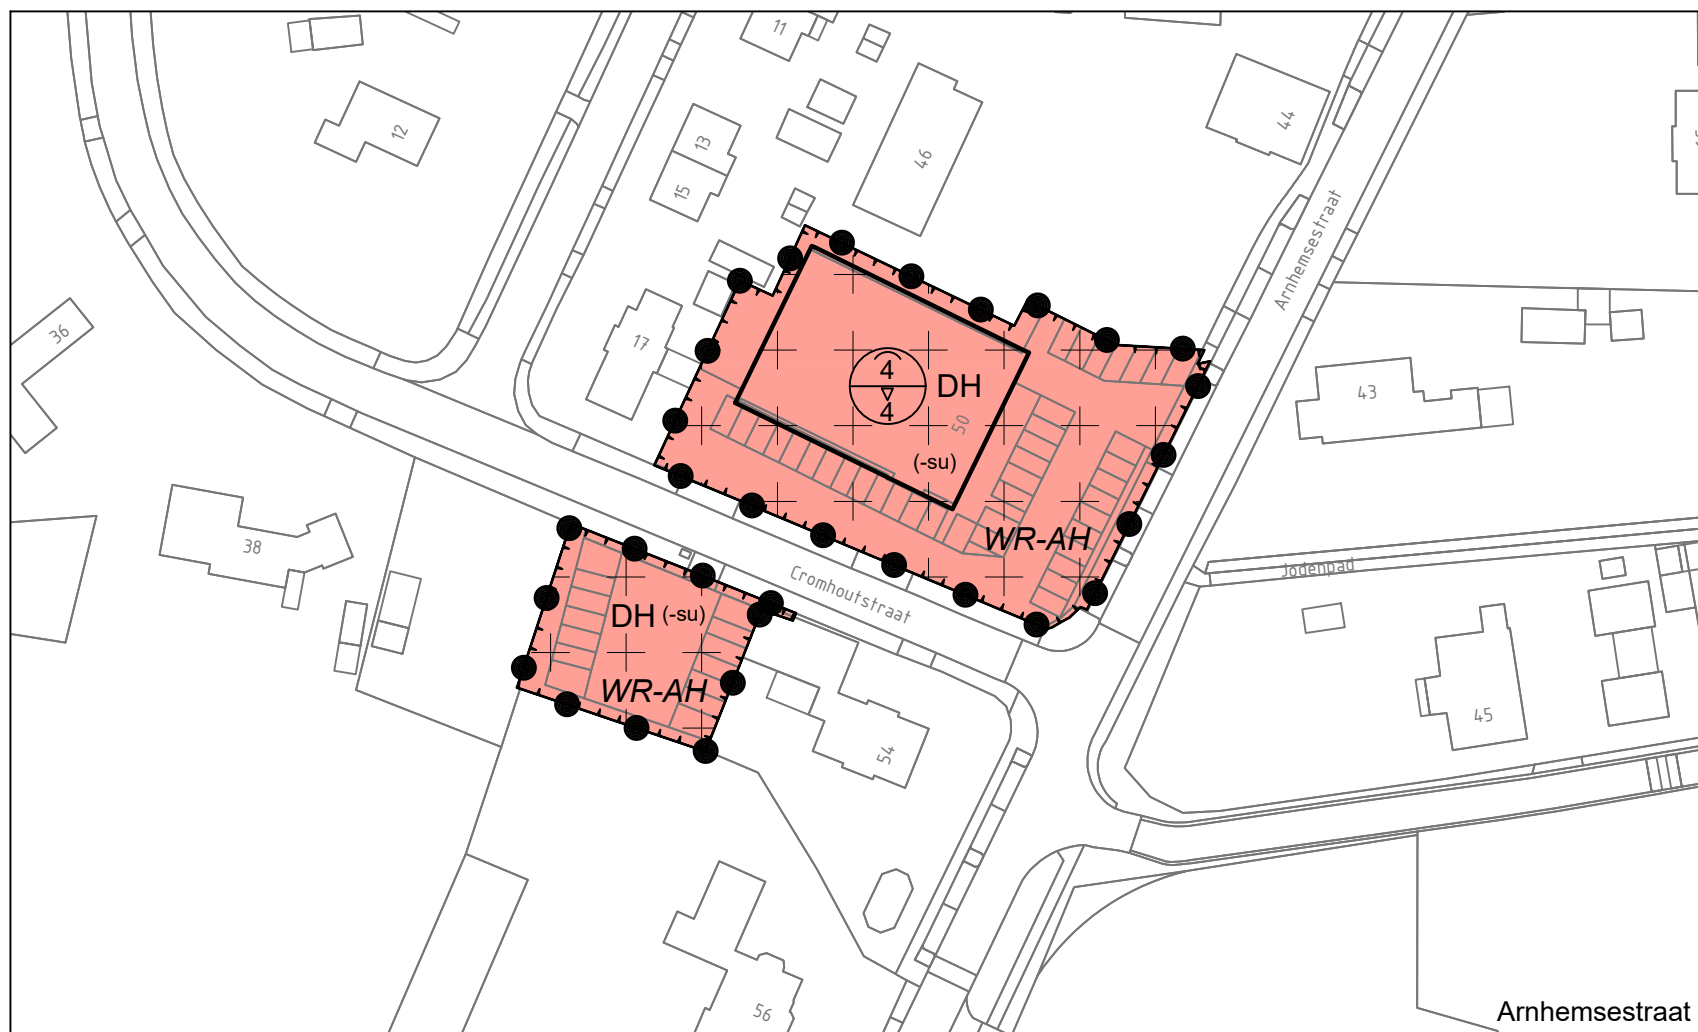 11
12
13
15
46
44
Arnhemsestraat
36
17
43
4
4
DH
50
(-su)
WR-AH
38
Cromhoutstraat
Jodenpad
DH (-su)
WR-AH
45
54
56
Arnhemsestraat